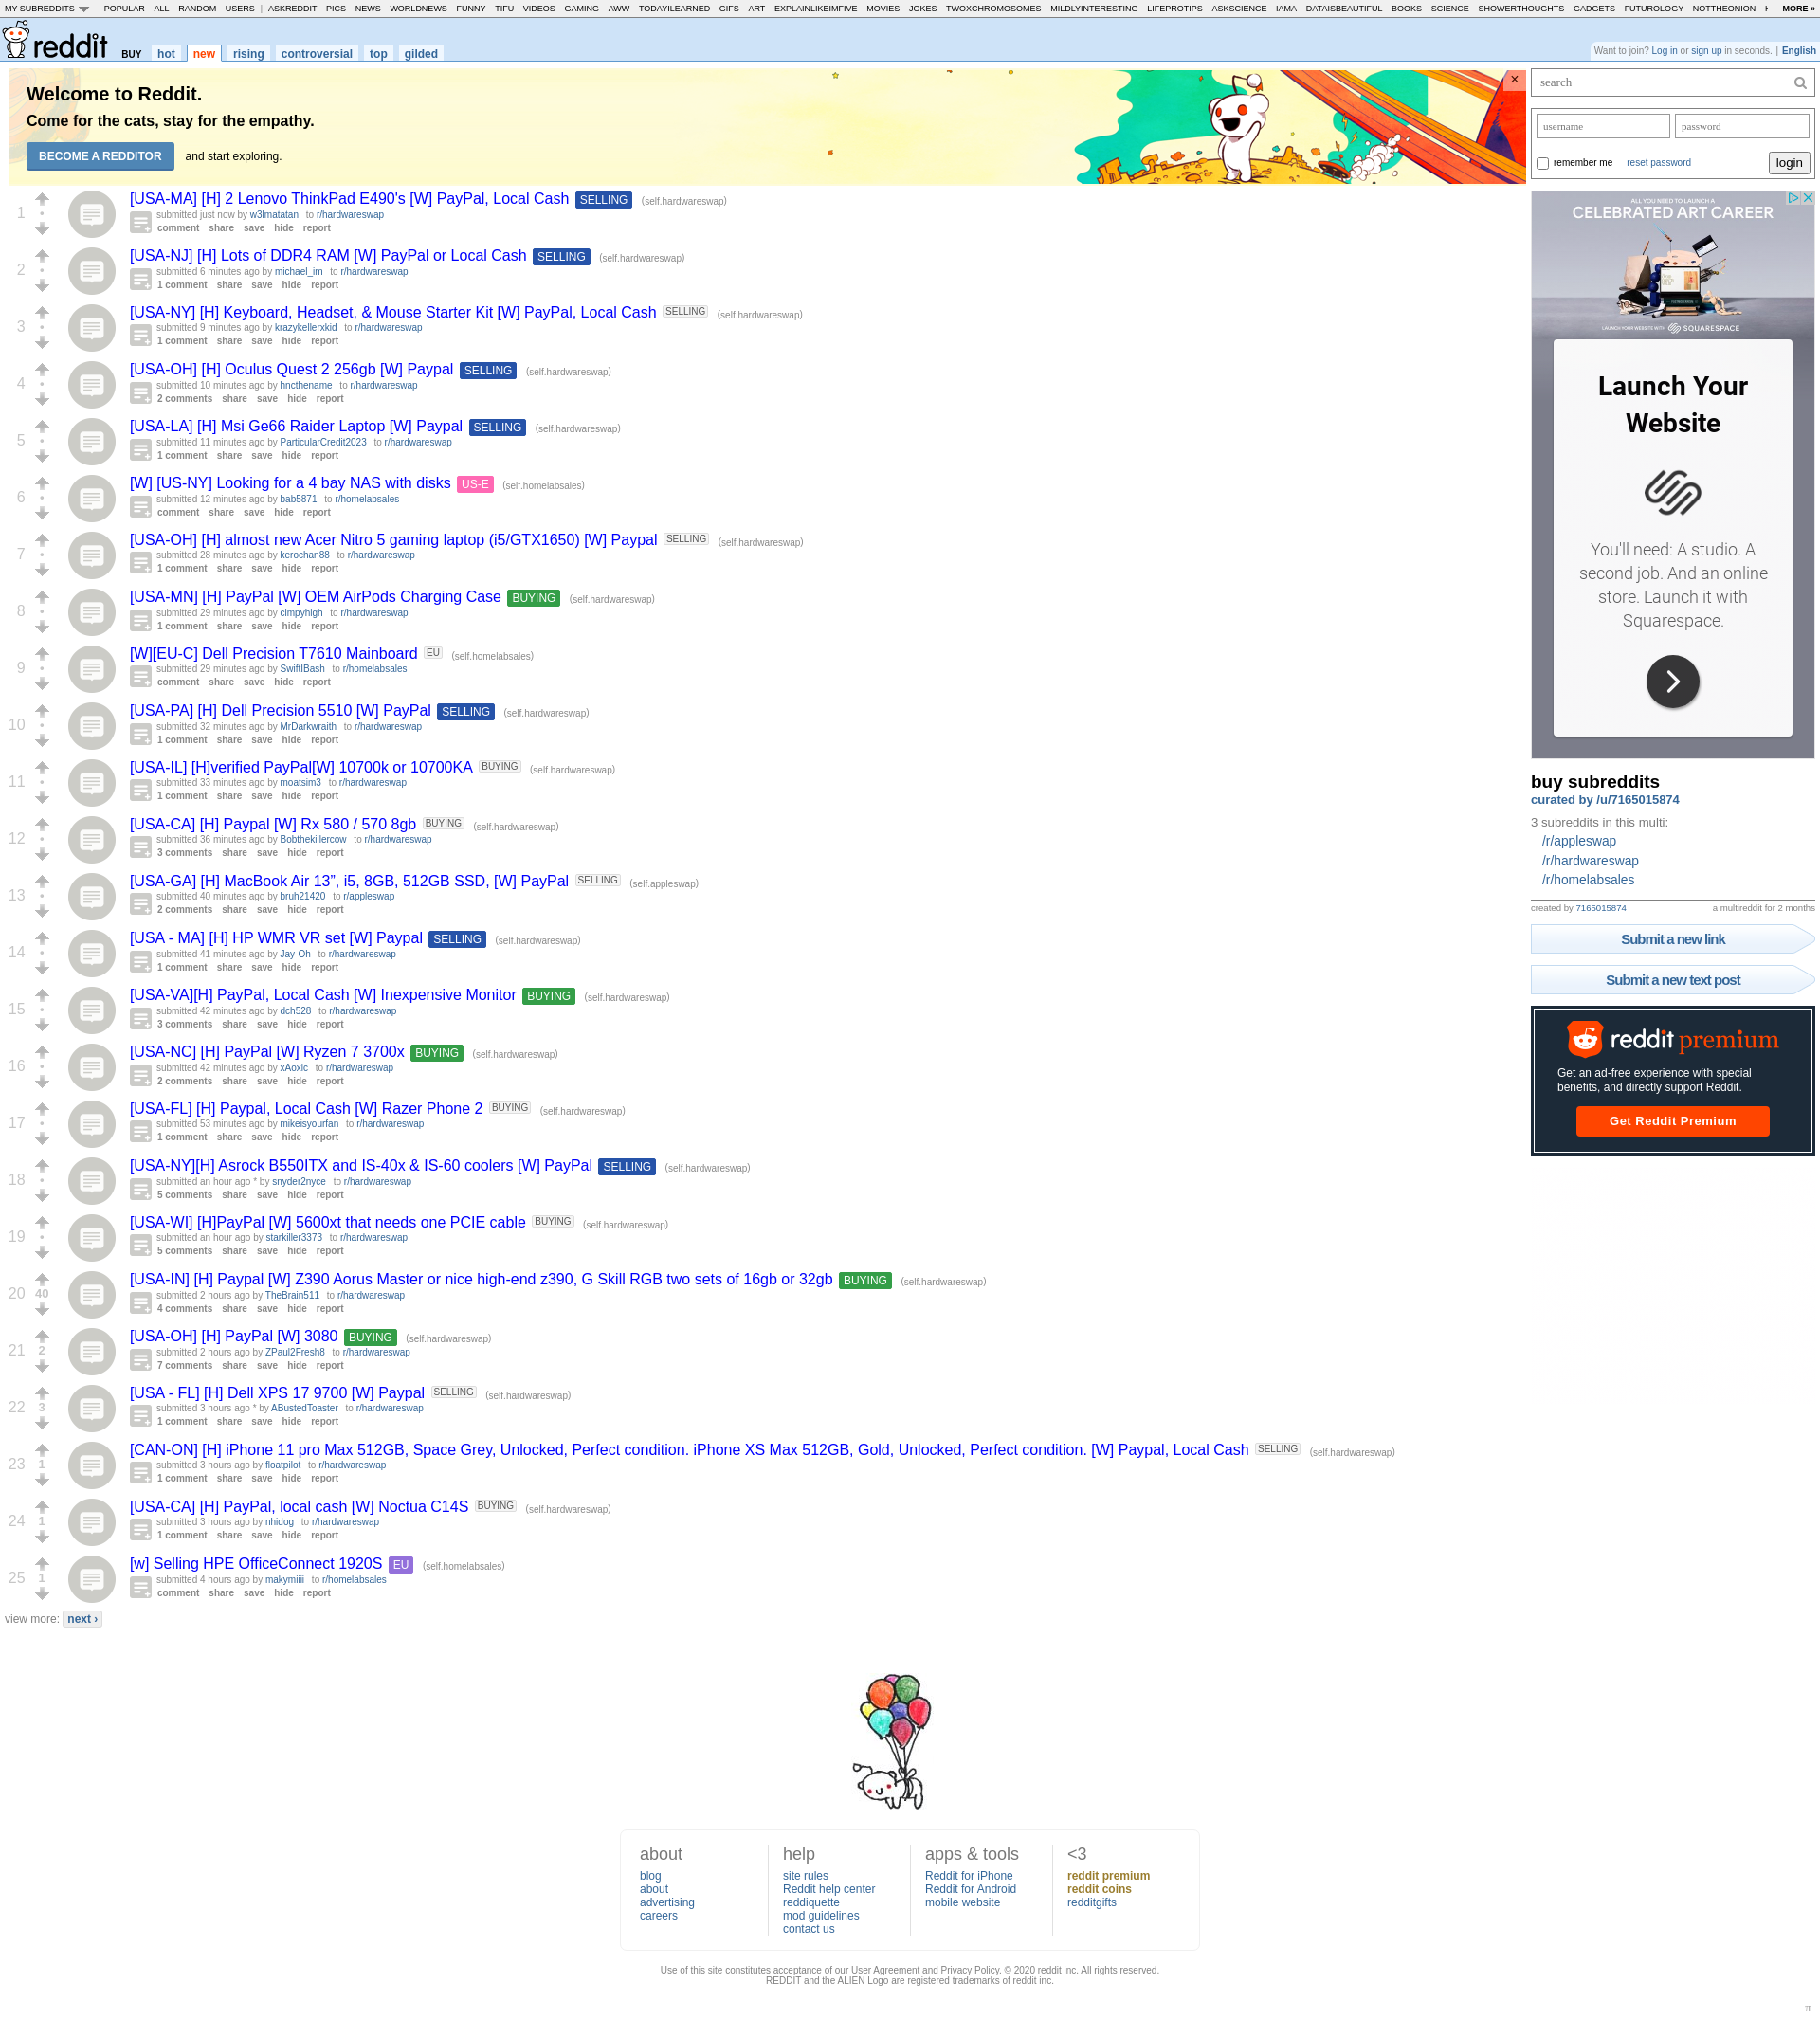 MY SUBREDDITS POPULAR - ALL - RANDOM - USERS | ASKREDDIT - PICS - NEWS - WORLDNEWS - FUNNY - TIFU - VIDEOS - GAMING - AWW - TODAYILEARNED - GIFS - ART - EXPLAINLIKEIMFIVE - MOVIES - JOKES - TWOXCHROMOSOMES - MILDLYINTERESTING - LIFEPROTIPS - ASKSCIENCE - IAMA - DATAISBEAUTIFUL - BOOKS - SCIENCE - SHOWERTHOUGHTS - GADGETS - FUTUROLOGY - NOTTHEONION - MORE »
reddit BUY hot new rising controversial top gilded
Want to join? Log in or sign up in seconds. | English
Welcome to Reddit.
Come for the cats, stay for the empathy.
BECOME A REDDITOR and start exploring.
×
1 [USA-MA] [H] 2 Lenovo ThinkPad E490's [W] PayPal, Local Cash SELLING (self.hardwareswap)
submitted just now by w3lmatatan to r/hardwareswap
comment share save hide report
2 [USA-NJ] [H] Lots of DDR4 RAM [W] PayPal or Local Cash SELLING (self.hardwareswap)
submitted 6 minutes ago by michael_im to r/hardwareswap
1 comment share save hide report
3 [USA-NY] [H] Keyboard, Headset, & Mouse Starter Kit [W] PayPal, Local Cash SELLING (self.hardwareswap)
submitted 9 minutes ago by krazykellerxkid to r/hardwareswap
1 comment share save hide report
4 [USA-OH] [H] Oculus Quest 2 256gb [W] Paypal SELLING (self.hardwareswap)
submitted 10 minutes ago by hncthename to r/hardwareswap
2 comments share save hide report
5 [USA-LA] [H] Msi Ge66 Raider Laptop [W] Paypal SELLING (self.hardwareswap)
submitted 11 minutes ago by ParticularCredit2023 to r/hardwareswap
1 comment share save hide report
6 [W] [US-NY] Looking for a 4 bay NAS with disks US-E (self.homelabsales)
submitted 12 minutes ago by bab5871 to r/homelabsales
comment share save hide report
7 [USA-OH] [H] almost new Acer Nitro 5 gaming laptop (i5/GTX1650) [W] Paypal SELLING (self.hardwareswap)
submitted 28 minutes ago by kerochan88 to r/hardwareswap
1 comment share save hide report
8 [USA-MN] [H] PayPal [W] OEM AirPods Charging Case BUYING (self.hardwareswap)
submitted 29 minutes ago by cimpyhigh to r/hardwareswap
1 comment share save hide report
9 [W][EU-C] Dell Precision T7610 Mainboard EU (self.homelabsales)
submitted 29 minutes ago by SwiftIBash to r/homelabsales
comment share save hide report
10 [USA-PA] [H] Dell Precision 5510 [W] PayPal SELLING (self.hardwareswap)
submitted 32 minutes ago by MrDarkwraith to r/hardwareswap
1 comment share save hide report
11 [USA-IL] [H]verified PayPal[W] 10700k or 10700KA BUYING (self.hardwareswap)
submitted 33 minutes ago by moatsim3 to r/hardwareswap
1 comment share save hide report
12 [USA-CA] [H] Paypal [W] Rx 580 / 570 8gb BUYING (self.hardwareswap)
submitted 36 minutes ago by Bobthekillercow to r/hardwareswap
3 comments share save hide report
13 [USA-GA] [H] MacBook Air 13”, i5, 8GB, 512GB SSD, [W] PayPal SELLING (self.appleswap)
submitted 40 minutes ago by bruh21420 to r/appleswap
2 comments share save hide report
14 [USA - MA] [H] HP WMR VR set [W] Paypal SELLING (self.hardwareswap)
submitted 41 minutes ago by Jay-Oh to r/hardwareswap
1 comment share save hide report
15 [USA-VA][H] PayPal, Local Cash [W] Inexpensive Monitor BUYING (self.hardwareswap)
submitted 42 minutes ago by dch528 to r/hardwareswap
3 comments share save hide report
16 [USA-NC] [H] PayPal [W] Ryzen 7 3700x BUYING (self.hardwareswap)
submitted 42 minutes ago by xAoxic to r/hardwareswap
2 comments share save hide report
17 [USA-FL] [H] Paypal, Local Cash [W] Razer Phone 2 BUYING (self.hardwareswap)
submitted 53 minutes ago by mikeisyourfan to r/hardwareswap
1 comment share save hide report
18 [USA-NY][H] Asrock B550ITX and IS-40x & IS-60 coolers [W] PayPal SELLING (self.hardwareswap)
submitted an hour ago * by snyder2nyce to r/hardwareswap
5 comments share save hide report
19 [USA-WI] [H]PayPal [W] 5600xt that needs one PCIE cable BUYING (self.hardwareswap)
submitted an hour ago by starkiller3373 to r/hardwareswap
5 comments share save hide report
20 40 [USA-IN] [H] Paypal [W] Z390 Aorus Master or nice high-end z390, G Skill RGB two sets of 16gb or 32gb BUYING (self.hardwareswap)
submitted 2 hours ago by TheBrain511 to r/hardwareswap
4 comments share save hide report
21 2 [USA-OH] [H] PayPal [W] 3080 BUYING (self.hardwareswap)
submitted 2 hours ago by ZPaul2Fresh8 to r/hardwareswap
7 comments share save hide report
22 3 [USA - FL] [H] Dell XPS 17 9700 [W] Paypal SELLING (self.hardwareswap)
submitted 3 hours ago * by ABustedToaster to r/hardwareswap
1 comment share save hide report
23 1 [CAN-ON] [H] iPhone 11 pro Max 512GB, Space Grey, Unlocked, Perfect condition. iPhone XS Max 512GB, Gold, Unlocked, Perfect condition. [W] Paypal, Local Cash SELLING (self.hardwareswap)
submitted 3 hours ago by floatpilot to r/hardwareswap
1 comment share save hide report
24 1 [USA-CA] [H] PayPal, local cash [W] Noctua C14S BUYING (self.hardwareswap)
submitted 3 hours ago by nhidog to r/hardwareswap
1 comment share save hide report
25 1 [w] Selling HPE OfficeConnect 1920S EU (self.homelabsales)
submitted 4 hours ago by makymiiii to r/homelabsales
comment share save hide report
view more: next ›
search
username password
remember me reset password login
ALL YOU NEED TO LAUNCH A
CELEBRATED ART CAREER
LAUNCH YOUR WEBSITE WITH SQUARESPACE
Launch Your
Website
You'll need: A studio. A
second job. And an online
store. Launch it with
Squarespace.
buy subreddits
curated by /u/7165015874
3 subreddits in this multi:
/r/appleswap
/r/hardwareswap
/r/homelabsales
created by 7165015874 a multireddit for 2 months
Submit a new link
Submit a new text post
reddit premium
Get an ad-free experience with special
benefits, and directly support Reddit.
Get Reddit Premium
about
blog
about
advertising
careers
help
site rules
Reddit help center
reddiquette
mod guidelines
contact us
apps & tools
Reddit for iPhone
Reddit for Android
mobile website
<3
reddit premium
reddit coins
redditgifts
Use of this site constitutes acceptance of our User Agreement and Privacy Policy. © 2020 reddit inc. All rights reserved.
REDDIT and the ALIEN Logo are registered trademarks of reddit inc.
π